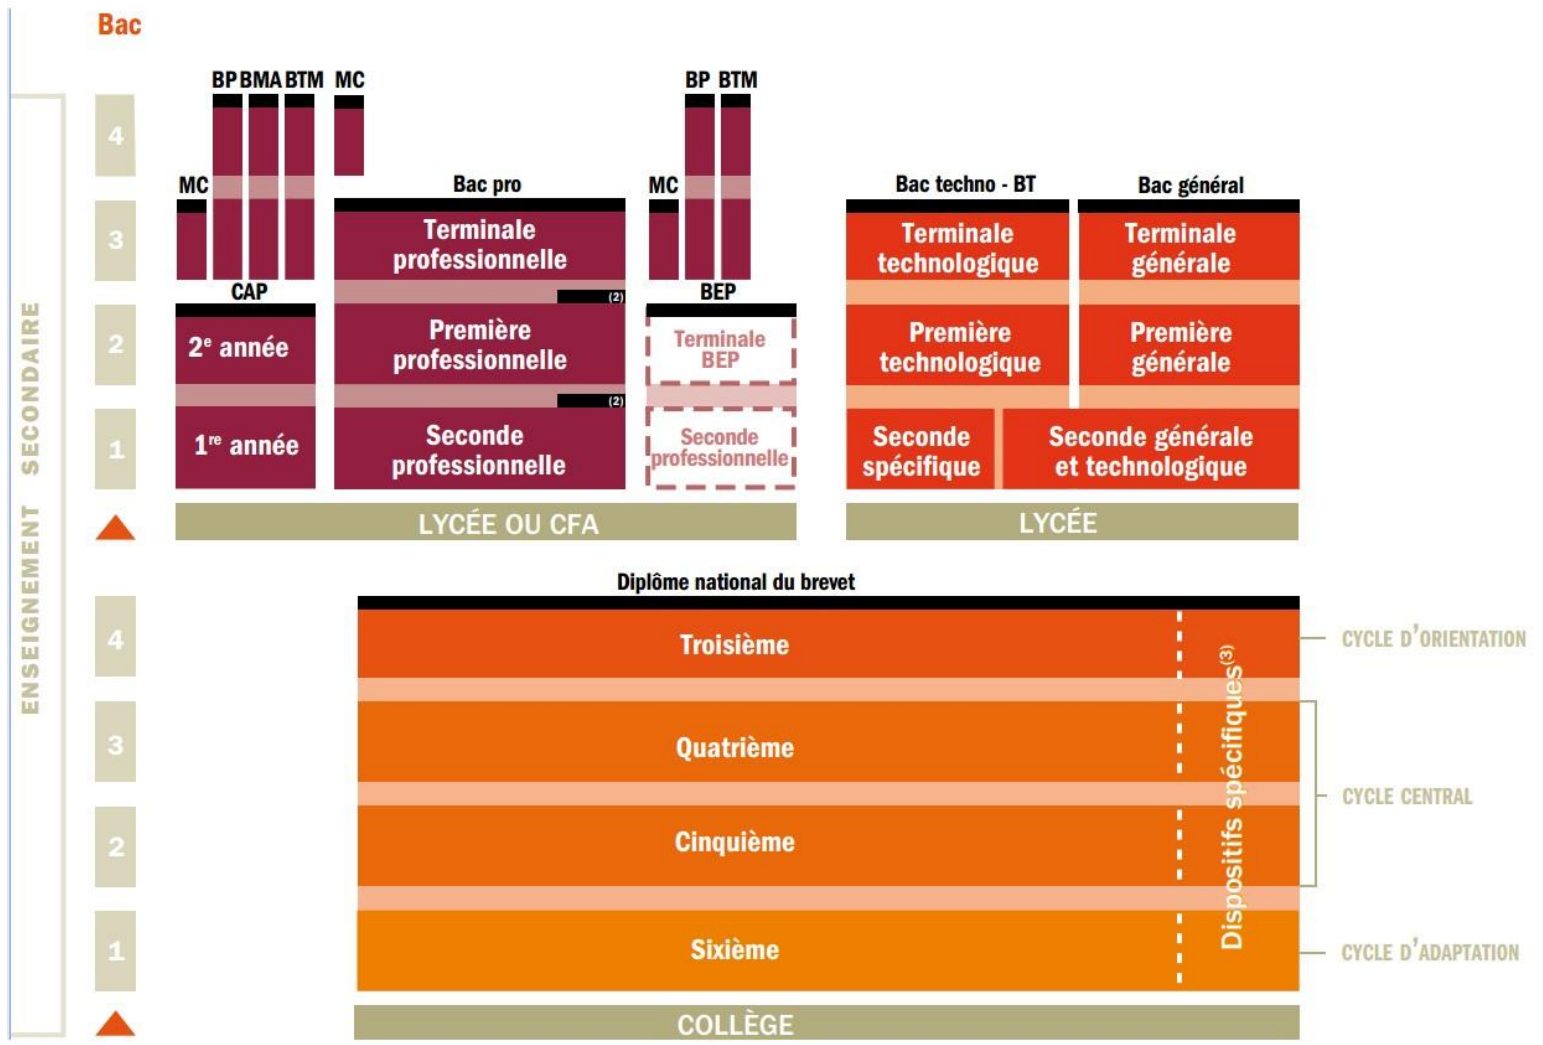 Bac
BP BMA BTM MC
BP BTM
4
MC
Bac pro
MC
Bac techno - BT
Bac général
3
Terminale
professionnelle
Terminale
technologique
Terminale
générale
CAP
(2)
BEP
2
2e année
Première
professionnelle
Terminale
BEP
Première
technologique
Première
générale
(2)
1
1re année
Seconde
professionnelle
Seconde
professionnelle
Seconde
spécifique
Seconde générale
et technologique
LYCÉE OU CFA
LYCÉE
ENSEIGNEMENT SECONDAIRE
Diplôme national du brevet
4
Troisième
CYCLE D'ORIENTATION
3
Quatrième
Dispositifs spécifiques(3)
CYCLE CENTRAL
2
Cinquième
1
Sixième
CYCLE D'ADAPTATION
COLLÈGE